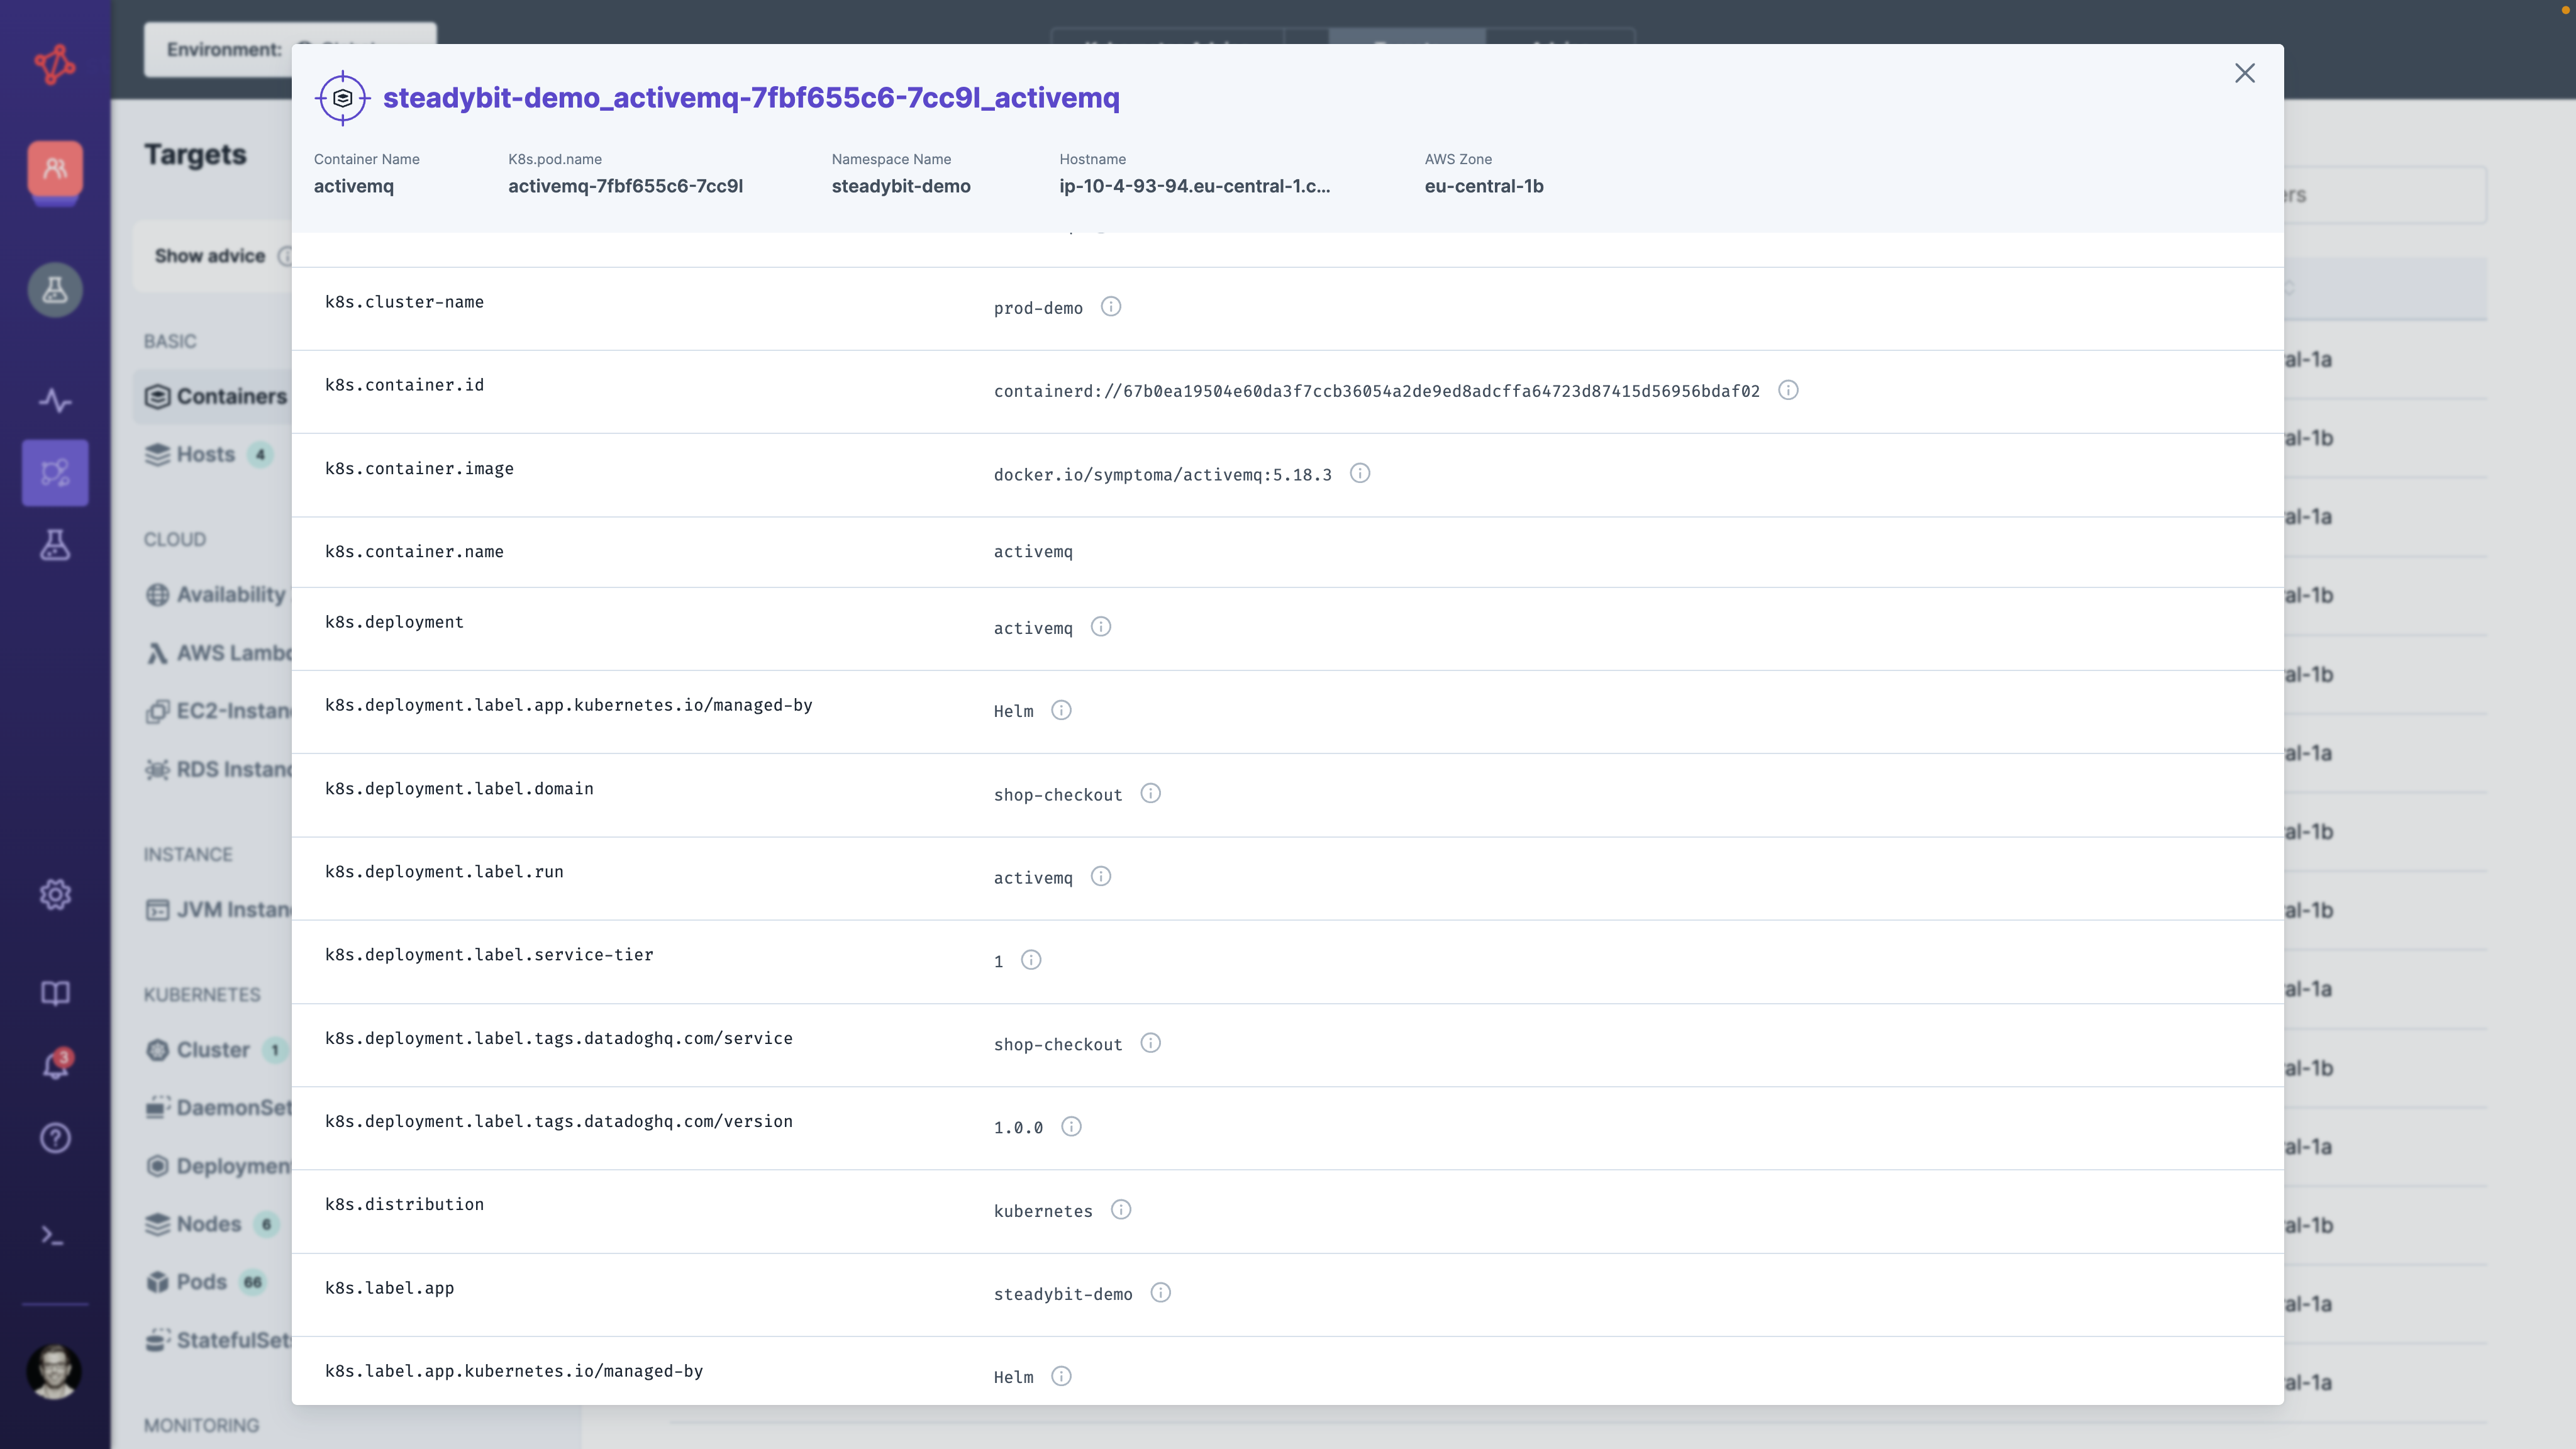 Environment:
steadybit-demo_activemq-7fbf655c6-7cc9l_activemq
Container Name
activemq
K8s.pod.name
activemq-7fbf655c6-7cc9l
Namespace Name
steadybit-demo
Hostname
ip-10-4-93-94.eu-central-1.c...
AWS Zone
eu-central-1b
Targets
Show advice
BASIC
Containers
Hosts 4
CLOUD
Availability
AWS Lambd
EC2-Instan
RDS Instanc
INSTANCE
JVM Instan
KUBERNETES
Cluster 1
DaemonSet
Deploymen
Nodes 6
Pods 66
StatefulSets
MONITORING
3
k8s.cluster-name
prod-demo
k8s.container.id
containerd://67b0ea19504e60da3f7ccb36054a2de9ed8adcffa64723d87415d56956bdaf02
k8s.container.image
docker.io/symptoma/activemq:5.18.3
k8s.container.name
activemq
k8s.deployment
activemq
k8s.deployment.label.app.kubernetes.io/managed-by
Helm
k8s.deployment.label.domain
shop-checkout
k8s.deployment.label.run
activemq
k8s.deployment.label.service-tier
1
k8s.deployment.label.tags.datadoghq.com/service
shop-checkout
k8s.deployment.label.tags.datadoghq.com/version
1.0.0
k8s.distribution
kubernetes
k8s.label.app
steadybit-demo
k8s.label.app.kubernetes.io/managed-by
Helm
ers
al-1a
al-1b
al-1a
al-1b
al-1b
al-1a
al-1b
al-1b
al-1a
al-1b
al-1a
al-1b
al-1a
al-1a